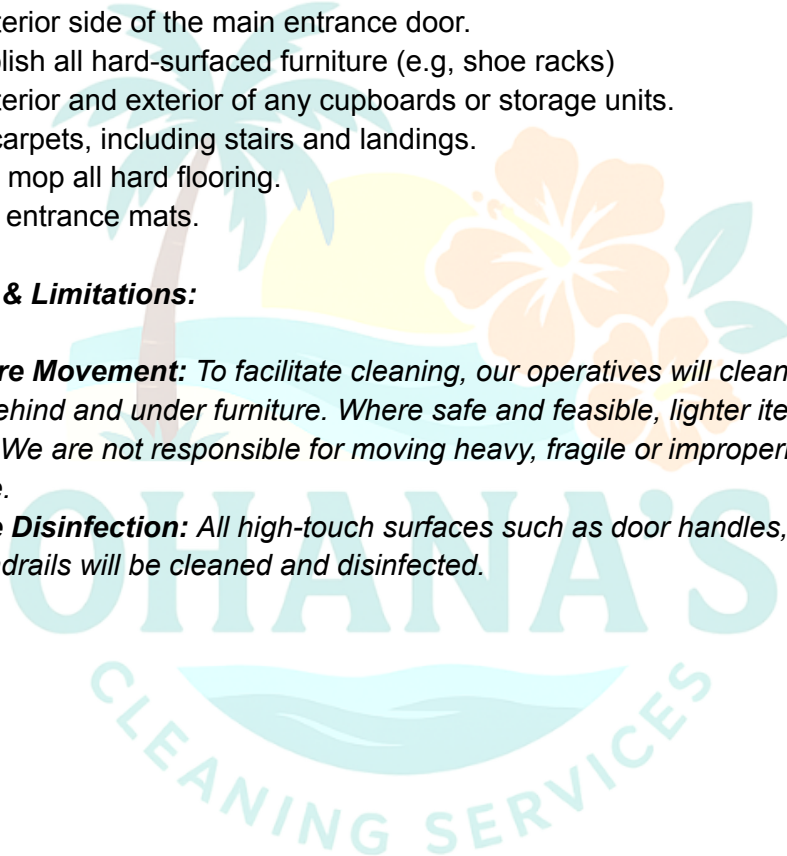 terior side of the main entrance door.
lish all hard-surfaced furniture (e.g, shoe racks)
terior and exterior of any cupboards or storage units.
carpets, including stairs and landings.
mop all hard flooring.
entrance mats.
& Limitations:
re Movement: To facilitate cleaning, our operatives will clean
ehind and under furniture. Where safe and feasible, lighter ite
We are not responsible for moving heavy, fragile or improper
e.
e Disinfection: All high-touch surfaces such as door handles,
drails will be cleaned and disinfected.
OHANA'S
CLEANING SERVICES